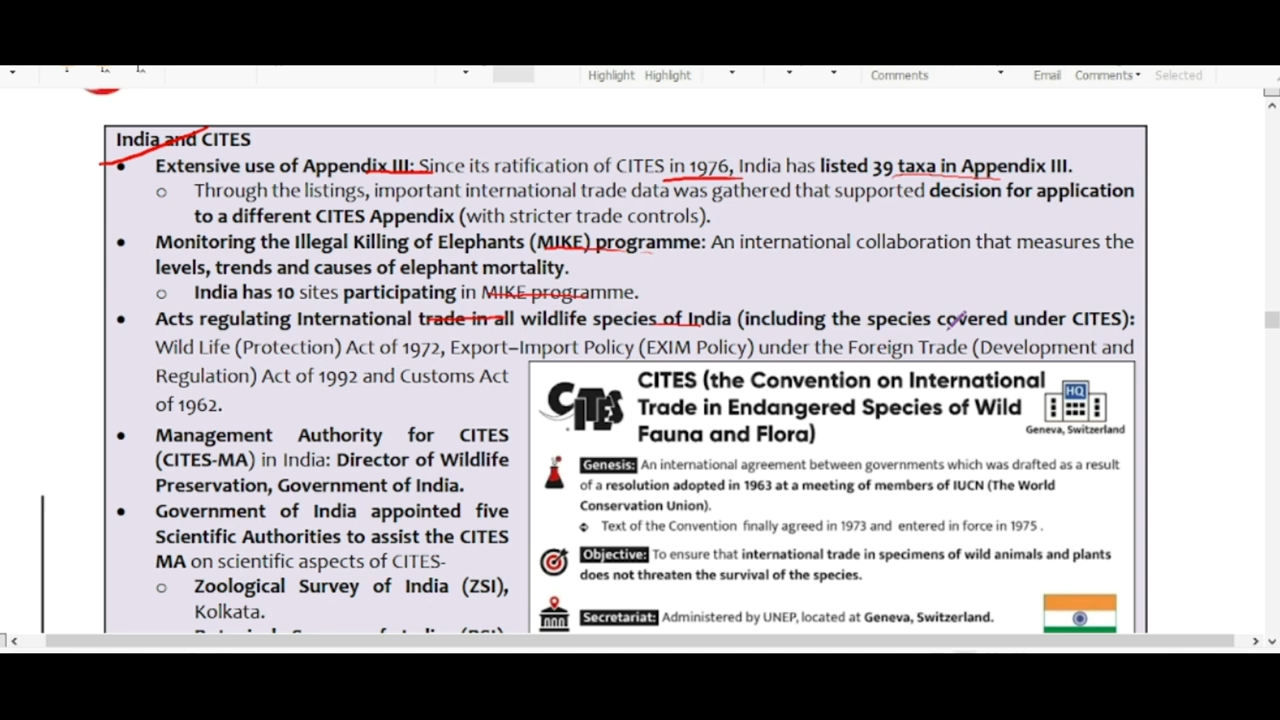 Highlight Highlight Comments Email Comments Selected
India and CITES
• Extensive use of Appendix III: Since its ratification of CITES in 1976, India has listed 39 taxa in Appendix III.
o Through the listings, important international trade data was gathered that supported decision for application
to a different CITES Appendix (with stricter trade controls).
• Monitoring the Illegal Killing of Elephants (MIKE) programme: An international collaboration that measures the
levels, trends and causes of elephant mortality.
o India has 10 sites participating in MIKE programme.
• Acts regulating International trade in all wildlife species of India (including the species covered under CITES):
Wild Life (Protection) Act of 1972, Export–Import Policy (EXIM Policy) under the Foreign Trade (Development and
Regulation) Act of 1992 and Customs Act
of 1962.
• Management Authority for CITES
(CITES-MA) in India: Director of Wildlife
Preservation, Government of India.
• Government of India appointed five
Scientific Authorities to assist the CITES
MA on scientific aspects of CITES-
o Zoological Survey of India (ZSI),
Kolkata.
CITES
CITES (the Convention on International
Trade in Endangered Species of Wild
Fauna and Flora)
HQ
Geneva, Switzerland
Genesis: An international agreement between governments which was drafted as a result
of a resolution adopted in 1963 at a meeting of members of IUCN (The World
Conservation Union).
Text of the Convention finally agreed in 1973 and entered in force in 1975 .
Objective: To ensure that international trade in specimens of wild animals and plants
does not threaten the survival of the species.
Secretariat: Administered by UNEP, located at Geneva, Switzerland.